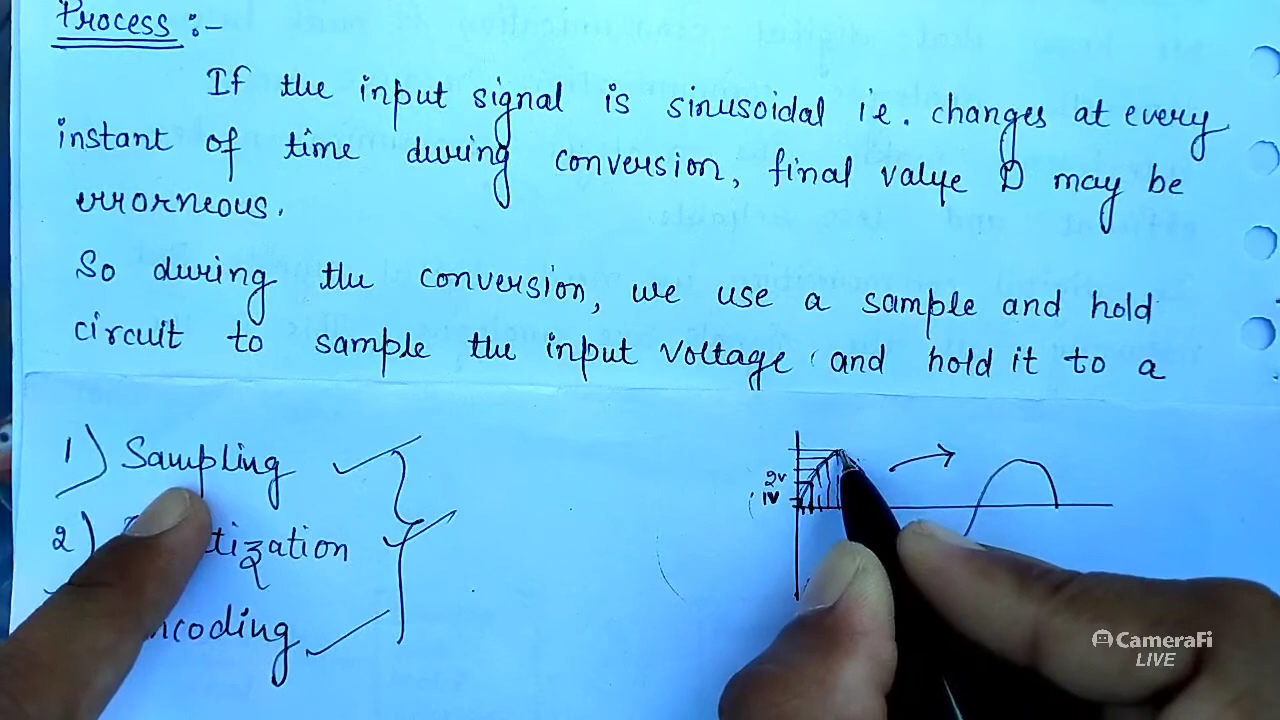 Process :-
If the input signal is sinusoidal i.e. changes at every
instant of time during conversion, final value D may be
errorneous.
So during the conversion, we use a sample and hold
circuit to sample the input voltage and hold it to a
1) Sampling
2) tization
ncoding
2V
1V
CameraFi
LIVE